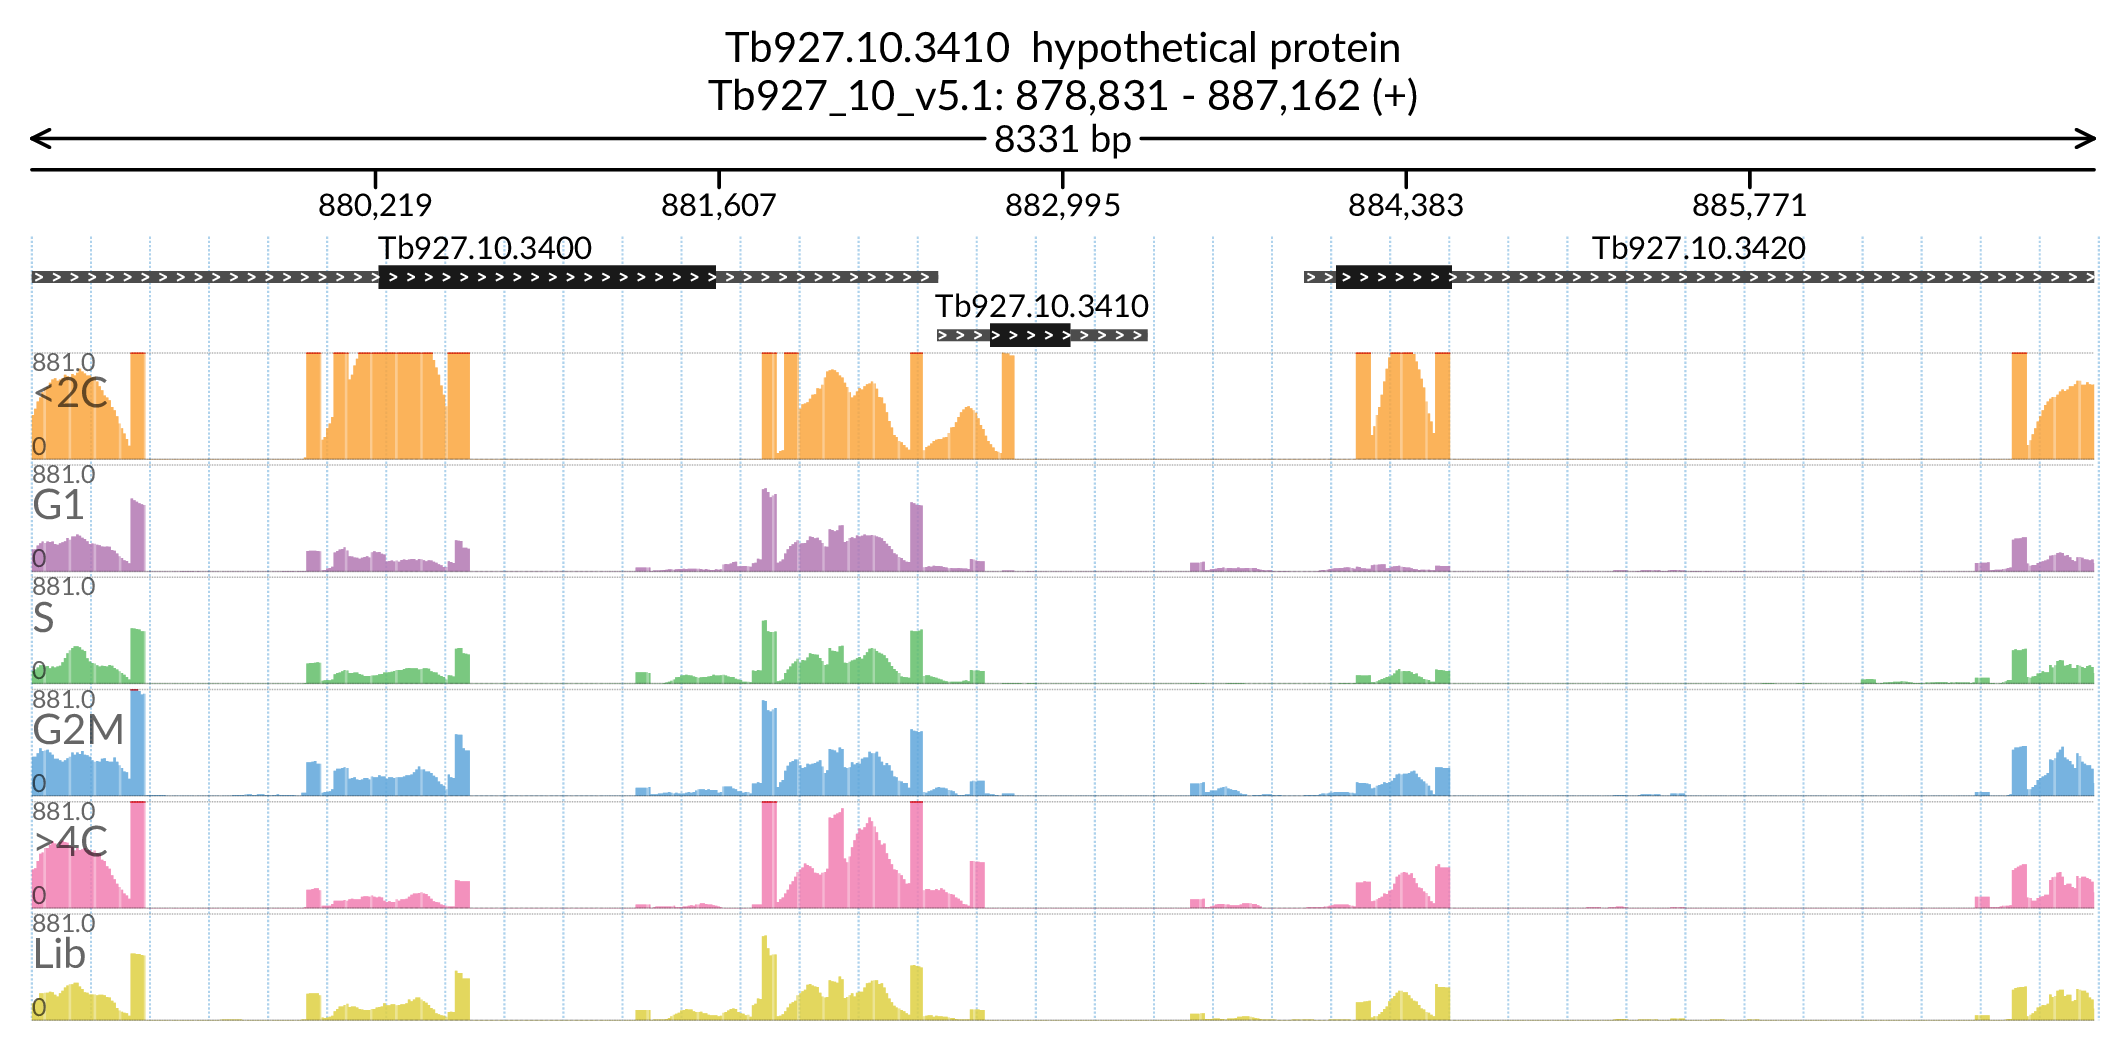 Tb927.10.3410  hypothetical protein
Tb927_10_v5.1: 878,831 - 887,162 (+)
8331 bp
880,219 881,607 882,995 884,383 885,771
Tb927.10.3400 Tb927.10.3420
Tb927.10.3410
881.0
<2C
0
881.0
G1
0
881.0
S
0
881.0
G2M
0
881.0
>4C
0
881.0
Lib
0